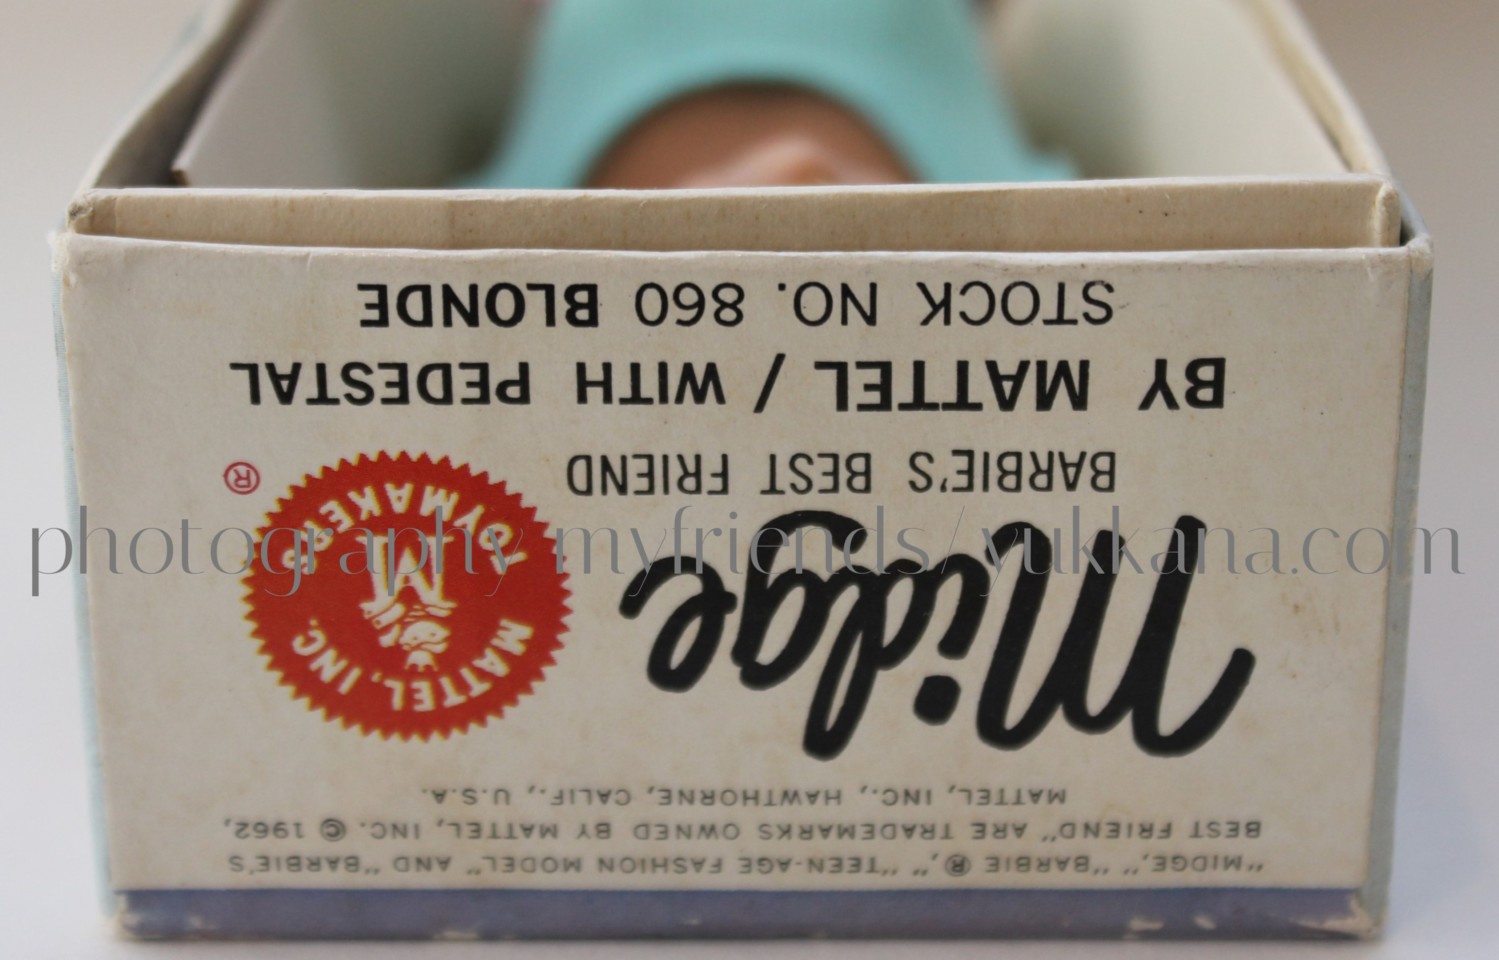 "MIDGE," "BARBIE ® ," "TEEN-AGE FASHION MODEL" AND "BARBIE'S
BEST FRIEND" ARE TRADEMARKS OWNED BY MATTEL, INC. © 1962,
MATTEL, INC., HAWTHORNE, CALIF., U.S.A.
Midge
MATTEL, INC.
M
TOYMAKERS
®
BARBIE'S BEST FRIEND
BY MATTEL / WITH PEDESTAL
STOCK NO. 860 BLONDE
photography myfriends/yukkana.com